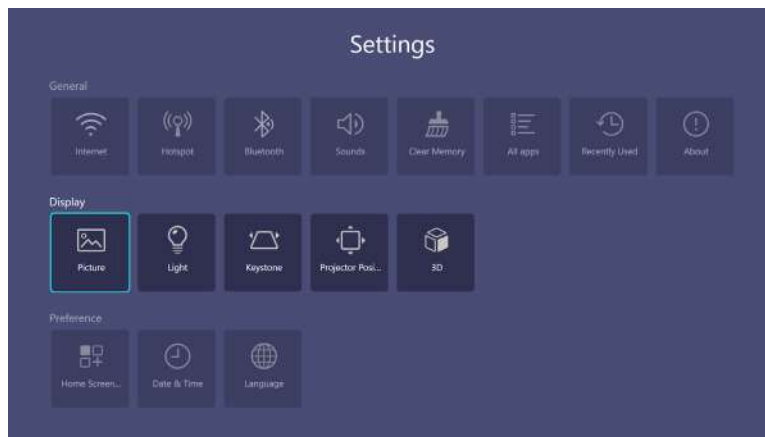 Settings
General
Internet Hotspot Bluetooth Sounds Clear Memory All apps Recently Used About
Display
Picture Light Keystone Projector Posi... 3D
Preference
Home Screen... Date & Time Language